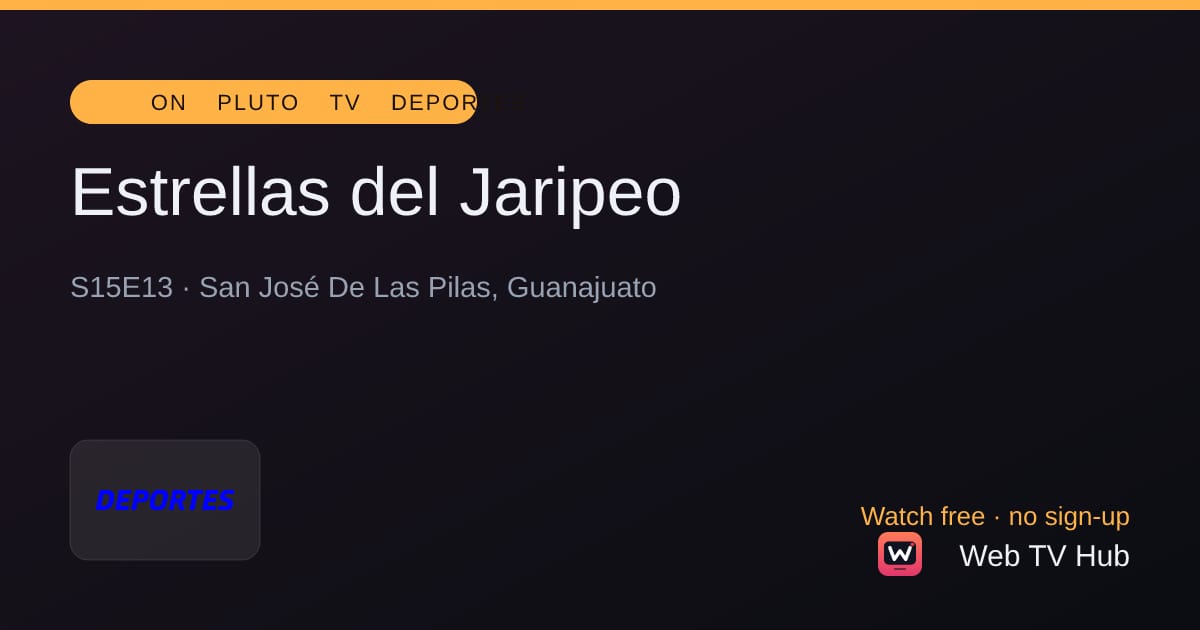 ON PLUTO TV DEPORTES
Estrellas del Jaripeo
S15E13 · San José De Las Pilas, Guanajuato
DEPORTES
Watch free · no sign-up
W Web TV Hub